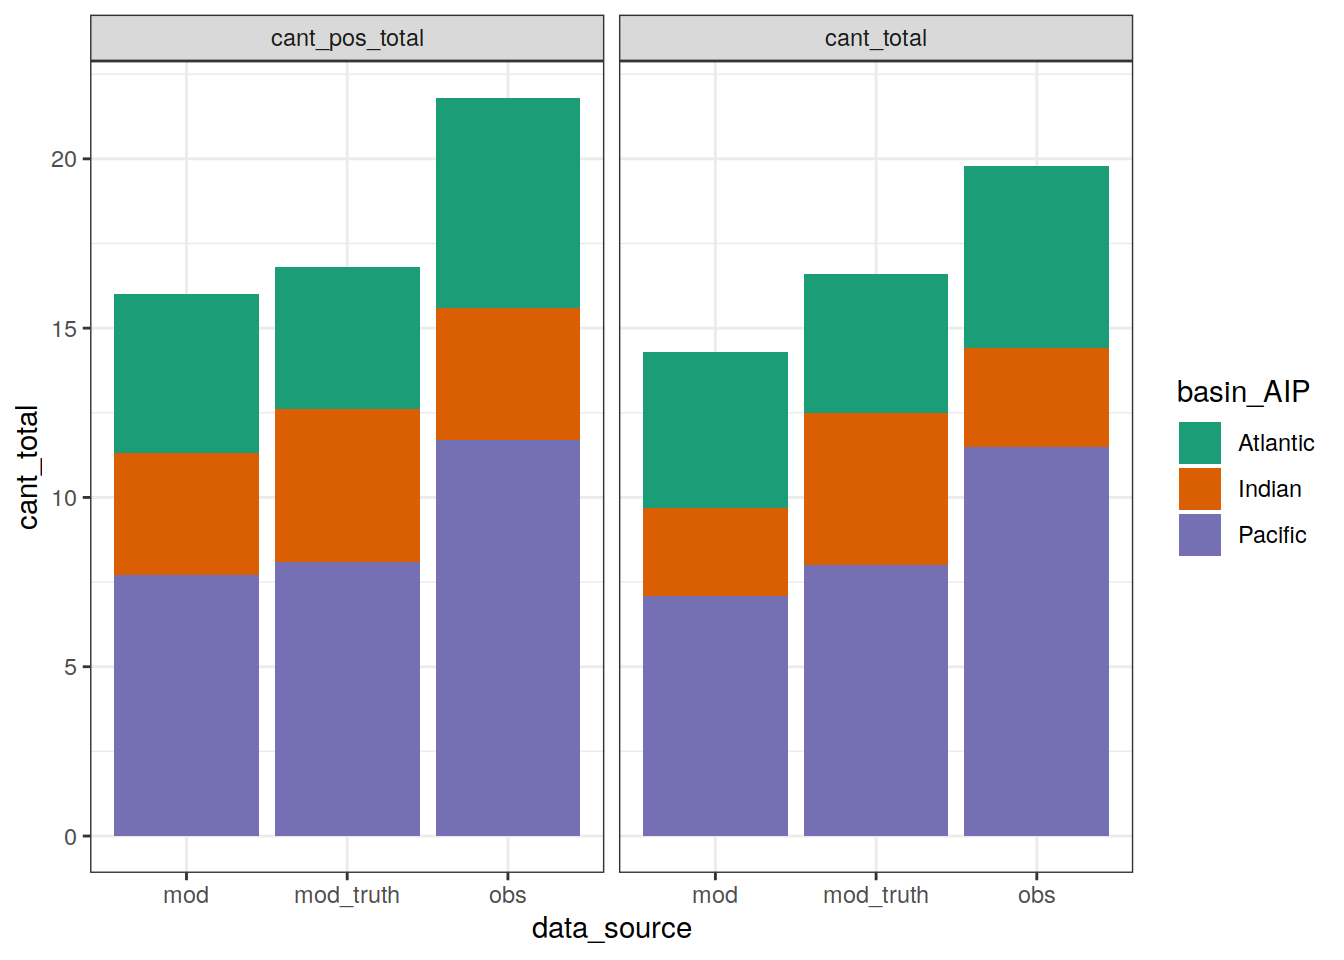 cant_pos_total
cant_total
cant_total
20
15
10
5
0
mod
mod_truth
obs
mod
mod_truth
obs
data_source
basin_AIP
Atlantic
Indian
Pacific